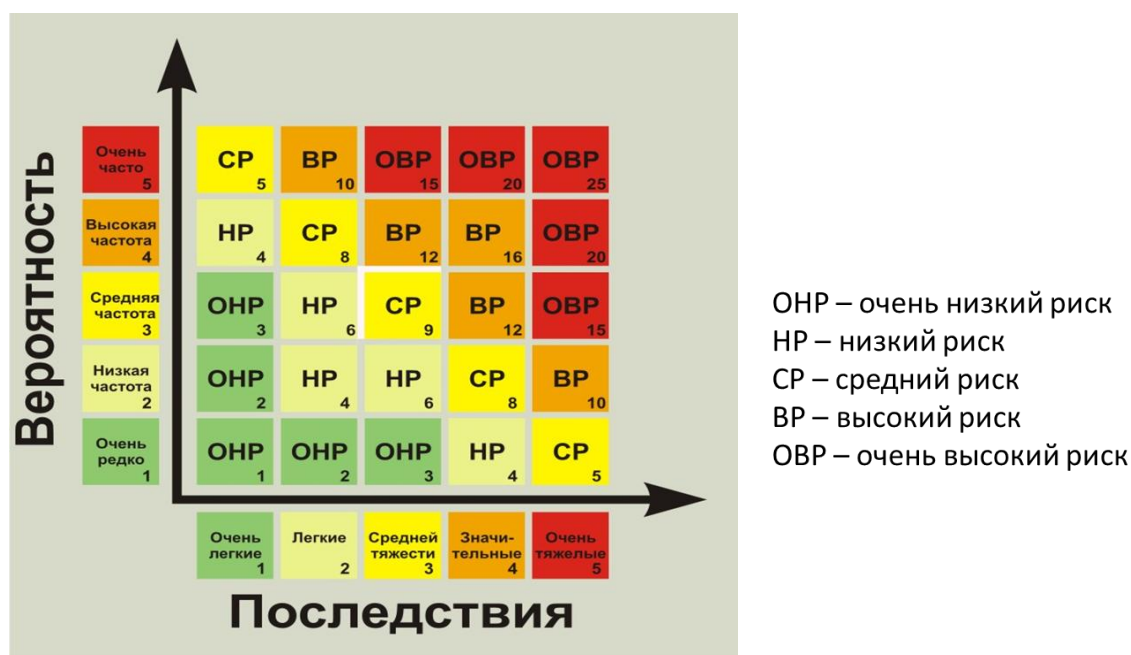 Вероятность
Очень
часто
5
СР
5
ВР
10
ОВР
15
ОВР
20
ОВР
25
Высокая
частота
4
НР
4
СР
8
ВР
12
ВР
16
ОВР
20
Средняя
частота
3
ОНР
3
НР
6
СР
9
ВР
12
ОВР
15
Низкая
частота
2
ОНР
2
НР
4
НР
6
СР
8
ВР
10
Очень
редко
1
ОНР
1
ОНР
2
ОНР
3
НР
4
СР
5
Очень
легкие
1
Легкие
2
Средней
тяжести
3
Значи-
тельные
4
Очень
тяжелые
5
Последствия
ОНР – очень низкий риск
НР – низкий риск
СР – средний риск
ВР – высокий риск
ОВР – очень высокий риск